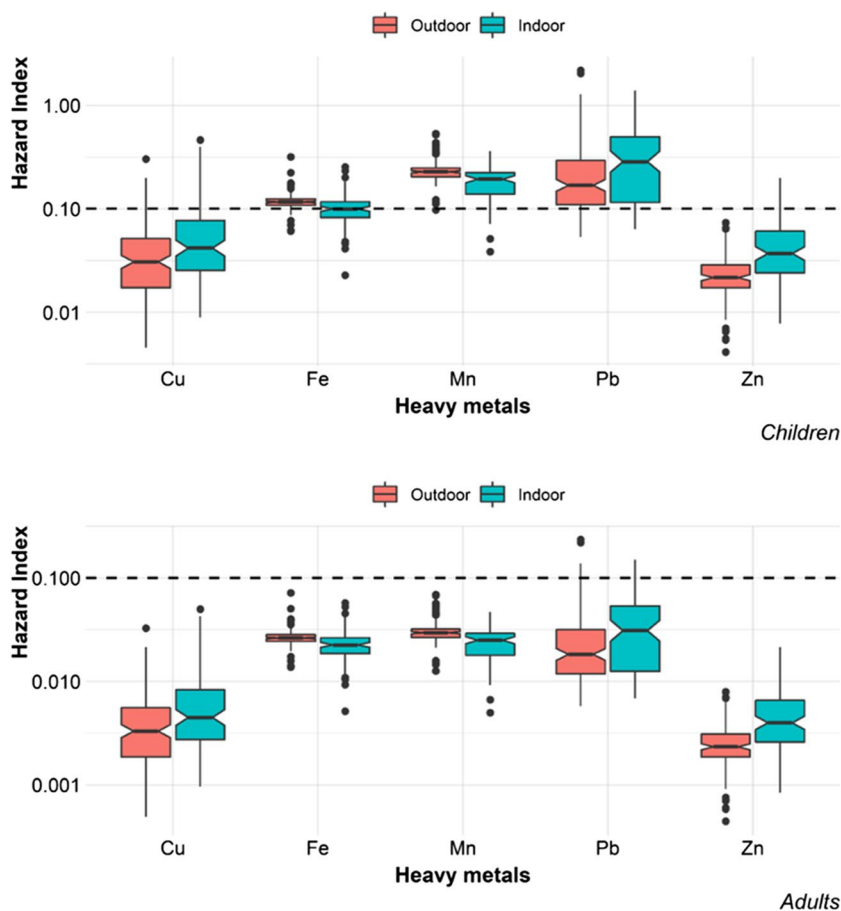 Outdoor Indoor
Hazard Index
1.00
0.10
0.01
Cu Fe Mn Pb Zn
Heavy metals
Children
Outdoor Indoor
Hazard Index
0.100
0.010
0.001
Cu Fe Mn Pb Zn
Heavy metals
Adults